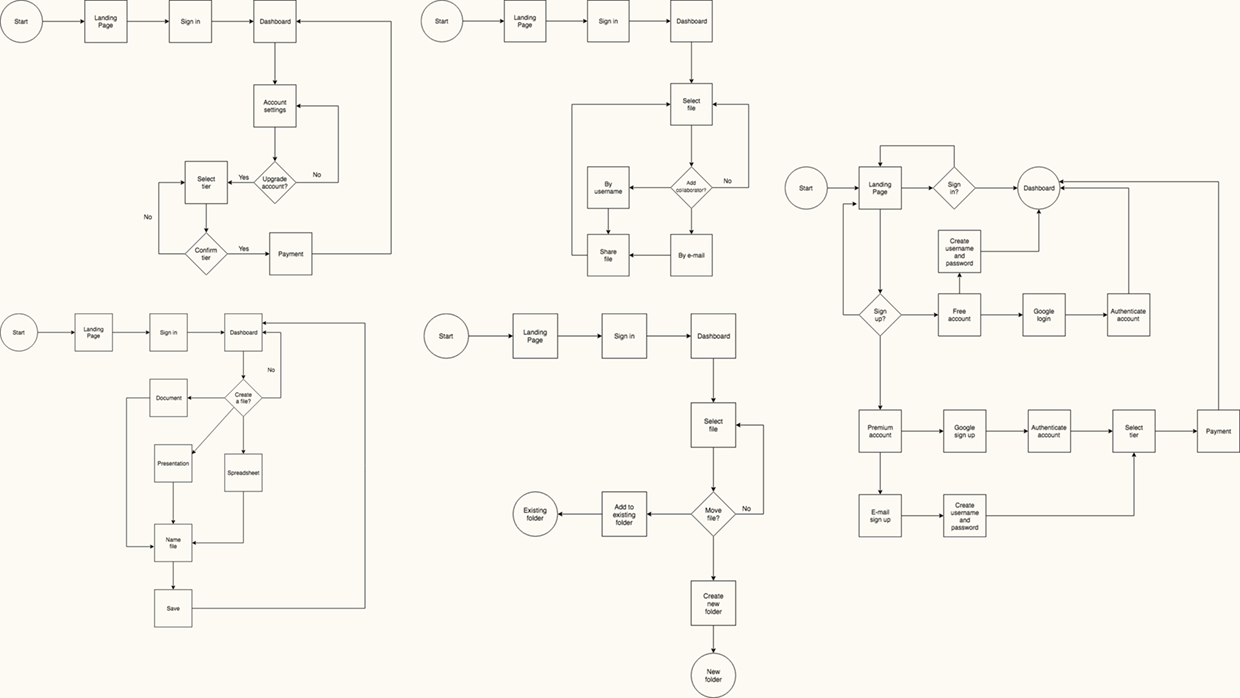 Start
Landing
Page
Sign in
Dashboard
Account
settings
Upgrade
account?
Yes
No
Select
tier
No
Confirm
tier
Yes
Payment
Start
Landing
Page
Sign in
Dashboard
Select
file
Add
collaborator?
No
By
username
By e-mail
Share
file
Start
Landing
Page
Sign in
Dashboard
No
Create
a file?
Document
Presentation
Spreadsheet
Name
file
Save
Start
Landing
Page
Sign in
Dashboard
Select
file
Move
file?
No
Add to
existing
folder
Existing
folder
Create
new
folder
New
folder
Start
Landing
Page
Sign
in?
Dashboard
Create
username
and
password
Sign
up?
Free
account
Google
login
Authenticate
account
Premium
account
Google
sign up
Authenticate
account
Select
tier
Payment
E-mail
sign up
Create
username
and
password